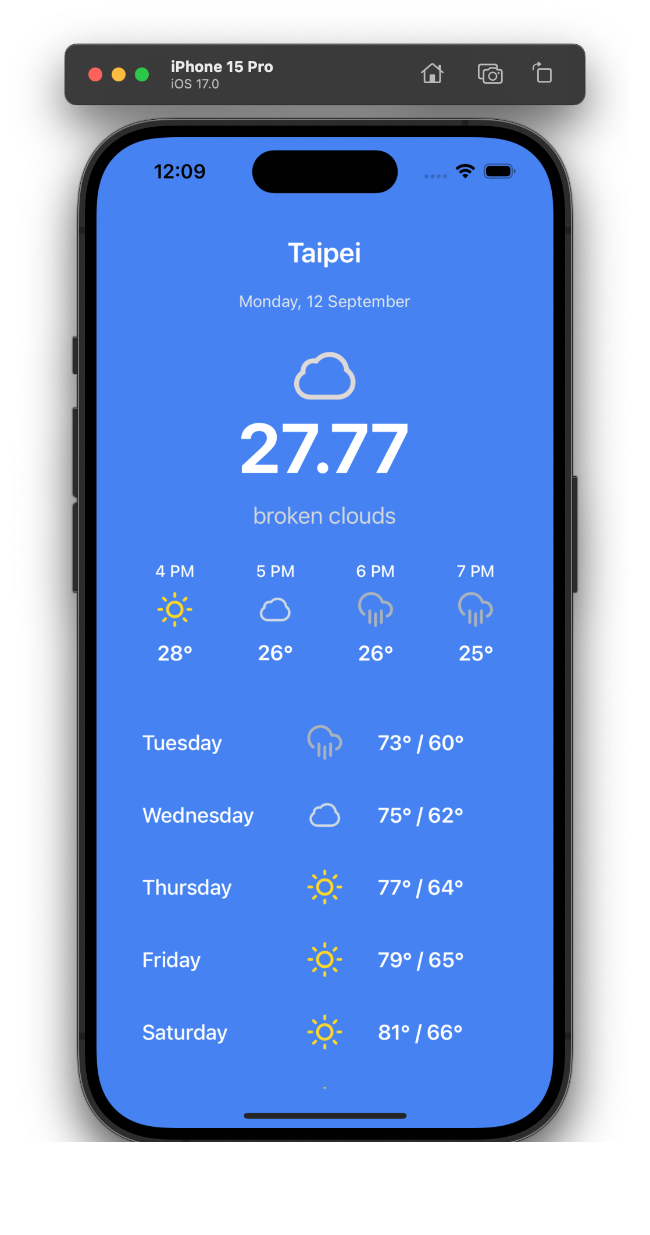 iPhone 15 Pro
iOS 17.0
12:09
Taipei
Monday, 12 September
27.77
broken clouds
4 PM 5 PM 6 PM 7 PM
28° 26° 26° 25°
Tuesday 73° / 60°
Wednesday 75° / 62°
Thursday 77° / 64°
Friday 79° / 65°
Saturday 81° / 66°